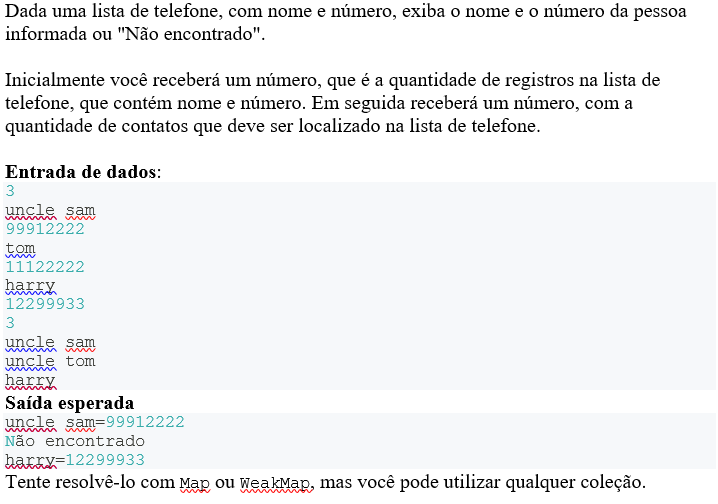 Dada uma lista de telefone, com nome e número, exiba o nome e o número da pessoa
informada ou "Não encontrado".
Inicialmente você receberá um número, que é a quantidade de registros na lista de
telefone, que contém nome e número. Em seguida receberá um número, com a
quantidade de contatos que deve ser localizado na lista de telefone.
Entrada de dados:
3
uncle sam
99912222
tom
11122222
harry
12299933
3
uncle sam
uncle tom
harry
Saída esperada
uncle sam=99912222
Não encontrado
harry=12299933
Tente resolvê-lo com Map ou WeakMap, mas você pode utilizar qualquer coleção.